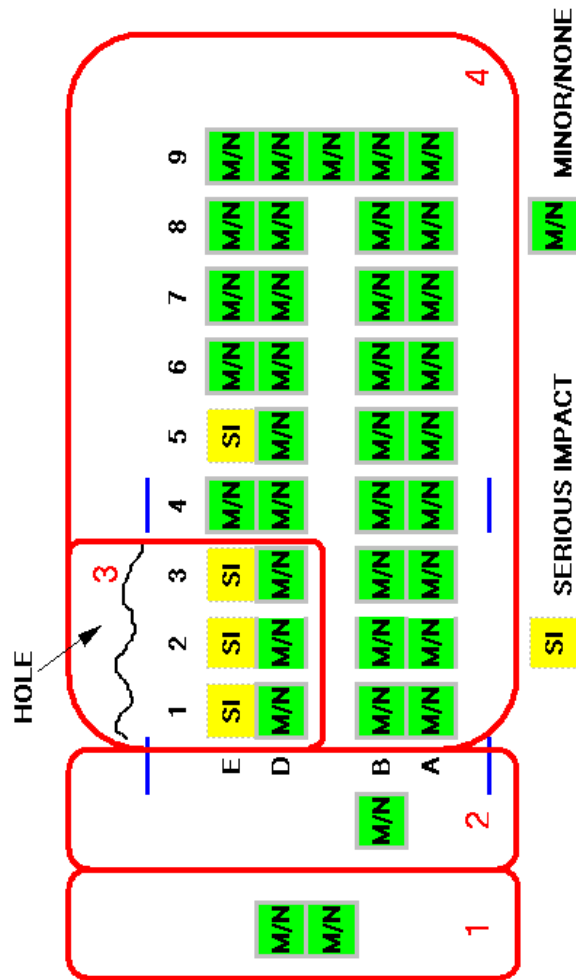 HOLE
3
1 2 3 4 5 6 7 8 9
E SI SI SI M/N SI M/N M/N M/N M/N
M/N D M/N M/N M/N M/N M/N M/N M/N M/N M/N
M/N M/N
M/N B M/N M/N M/N M/N M/N M/N M/N M/N M/N
A M/N M/N M/N M/N M/N M/N M/N M/N M/N
1 2 4
SI SERIOUS IMPACT M/N MINOR/NONE